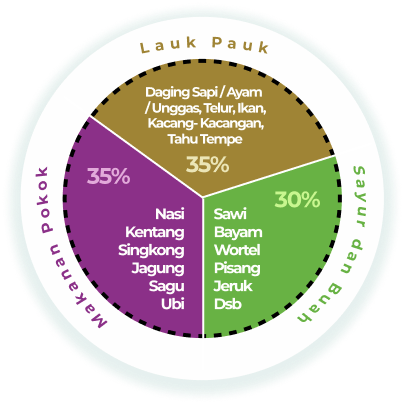 Lauk Pauk
Daging Sapi / Ayam
/ Unggas, Telur, Ikan,
Kacang- Kacangan,
Tahu Tempe
35%
Makanan Pokok
35%
Nasi
Kentang
Singkong
Jagung
Sagu
Ubi
Sayur dan Buah
30%
Sawi
Bayam
Wortel
Pisang
Jeruk
Dsb